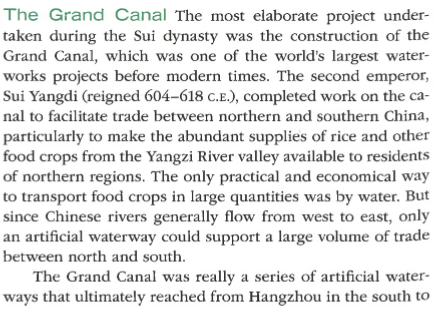 The Grand Canal The most elaborate project under-
taken during the Sui dynasty was the construction of the
Grand Canal, which was one of the world's largest water-
works projects before modern times. The second emperor,
Sui Yangdi (reigned 604–618 C.E.), completed work on the ca-
nal to facilitate trade between northern and southern China,
particularly to make the abundant supplies of rice and other
food crops from the Yangzi River valley available to residents
of northern regions. The only practical and economical way
to transport food crops in large quantities was by water. But
since Chinese rivers generally flow from west to east, only
an artificial waterway could support a large volume of trade
between north and south.
The Grand Canal was really a series of artificial water-
ways that ultimately reached from Hangzhou in the south to